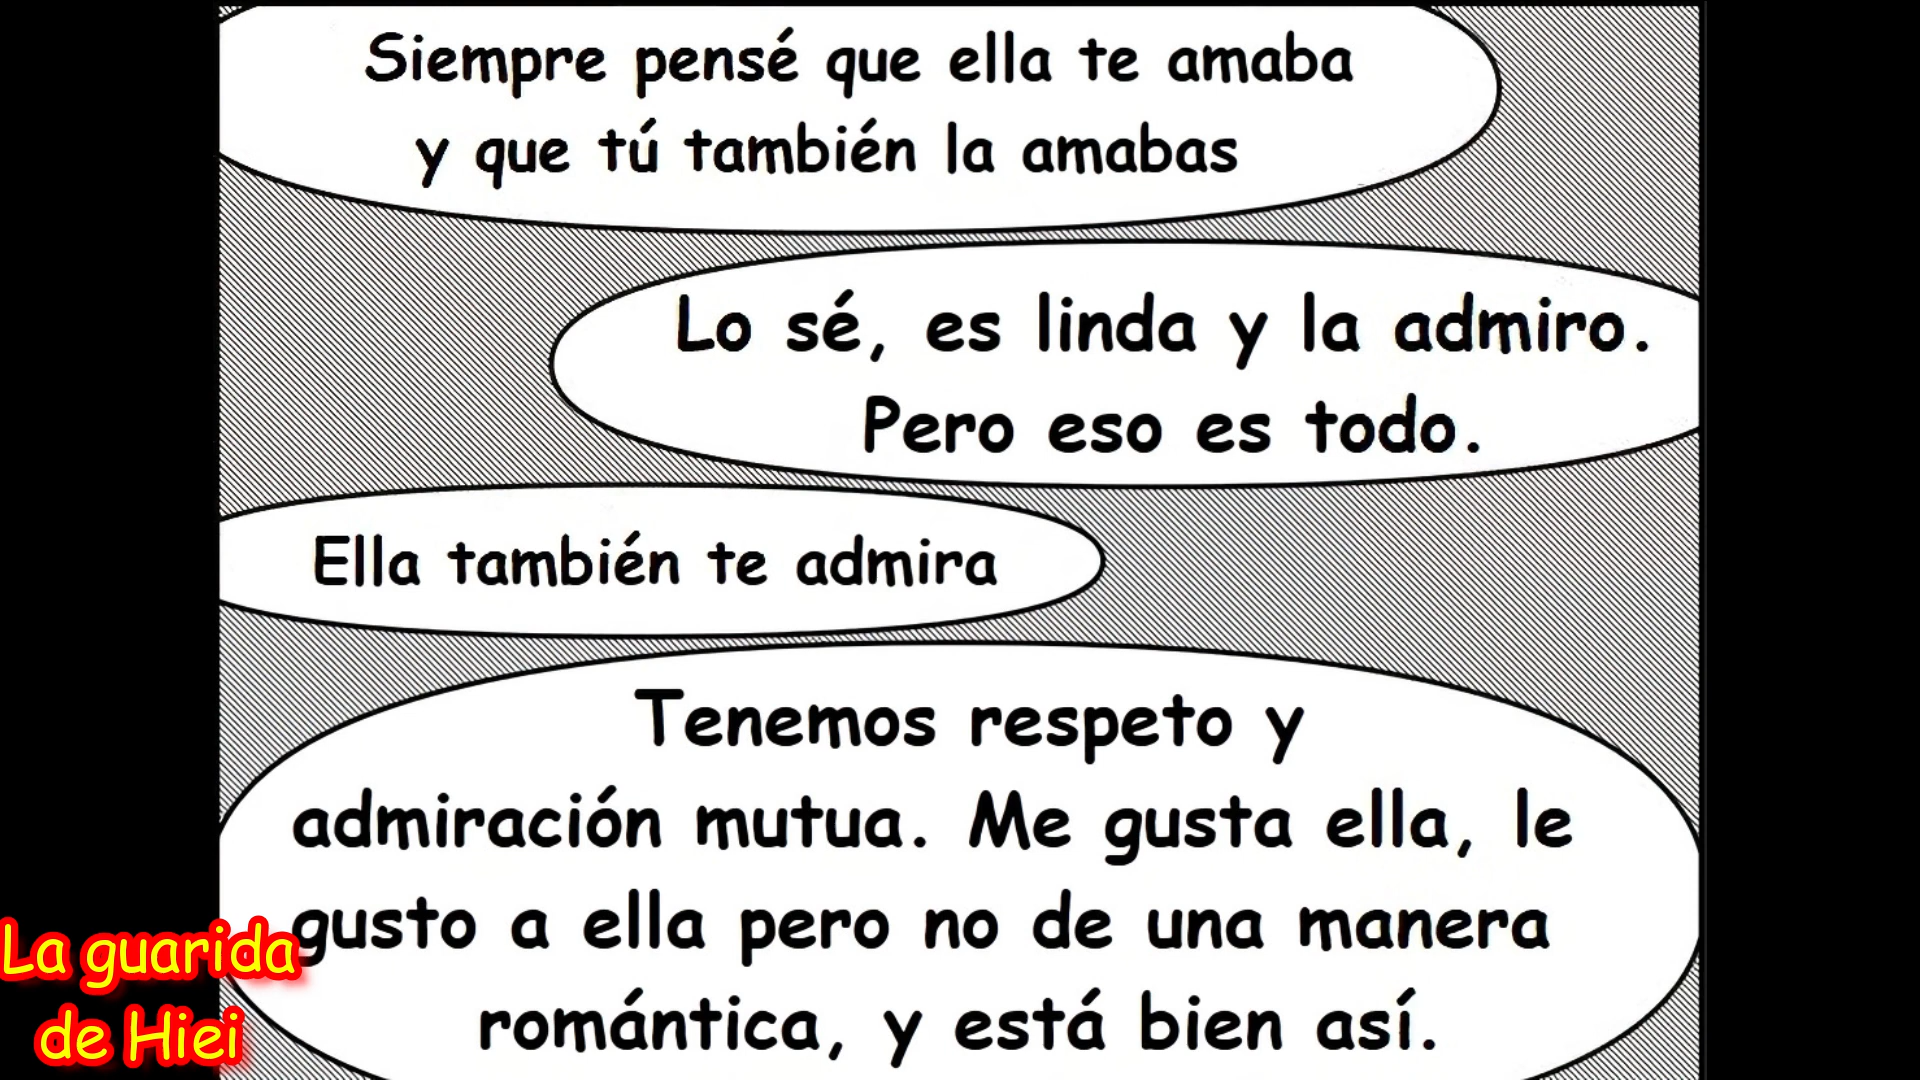 Siempre pensé que ella te amaba
y que tú también la amabas
Lo sé, es linda y la admiro.
Pero eso es todo.
Ella también te admira
Tenemos respeto y
admiración mutua. Me gusta ella, le
gusto a ella pero no de una manera
romántica, y está bien así.
La guarida
de Hiei